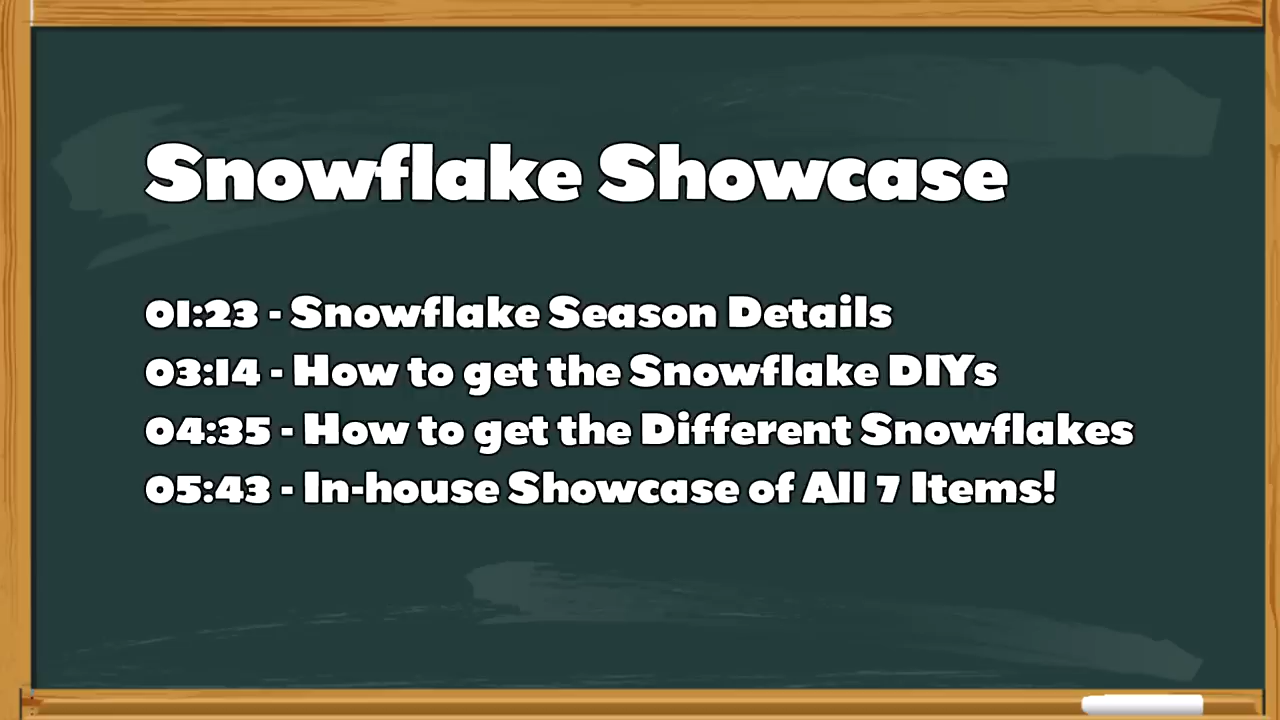 Snowflake Showcase
01:23 - Snowflake Season Details
03:14 - How to get the Snowflake DIYs
04:35 - How to get the Different Snowflakes
05:43 - In-house Showcase of All 7 Items!